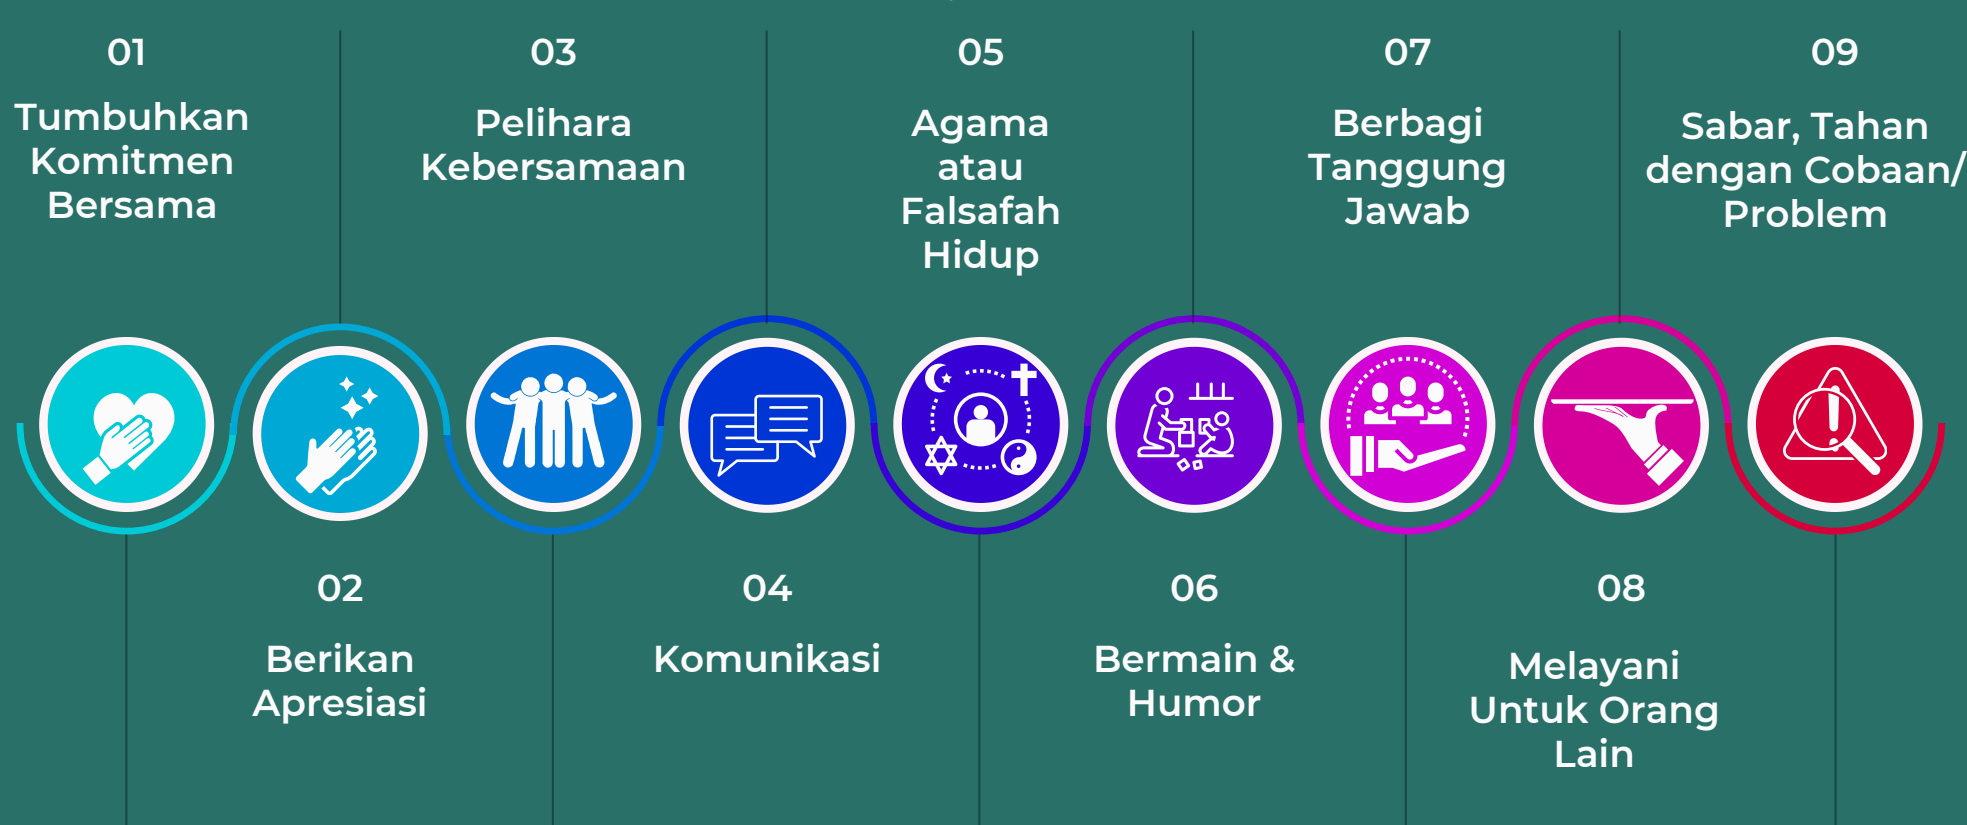 01
Tumbuhkan
Komitmen
Bersama
02
Berikan
Apresiasi
03
Pelihara
Kebersamaan
04
Komunikasi
05
Agama
atau
Falsafah
Hidup
06
Bermain &
Humor
07
Berbagi
Tanggung
Jawab
08
Melayani
Untuk Orang
Lain
09
Sabar, Tahan
dengan Cobaan/
Problem